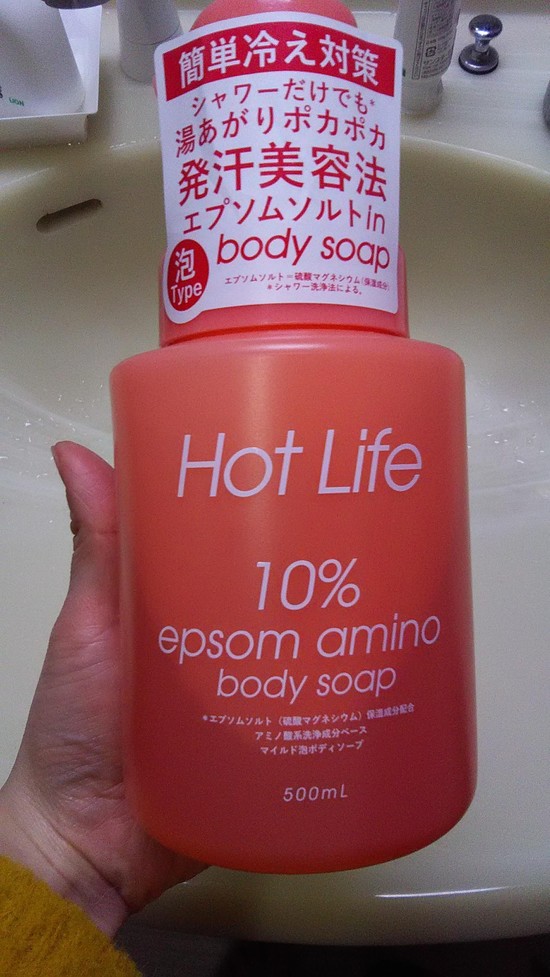 簡単冷え対策
シャワーだけでも*
湯あがりポカポカ
発汗美容法
エプソムソルトin
body soap
泡
Type
エプソムソルト=硫酸マグネシウム(保湿成分)
*シャワー洗浄法による。
Hot Life
10%
epsom amino
body soap
*エプソムソルト(硫酸マグネシウム)保湿成分配合
アミノ酸系洗浄成分ベース
マイルド泡ボディソープ
500mL
LION